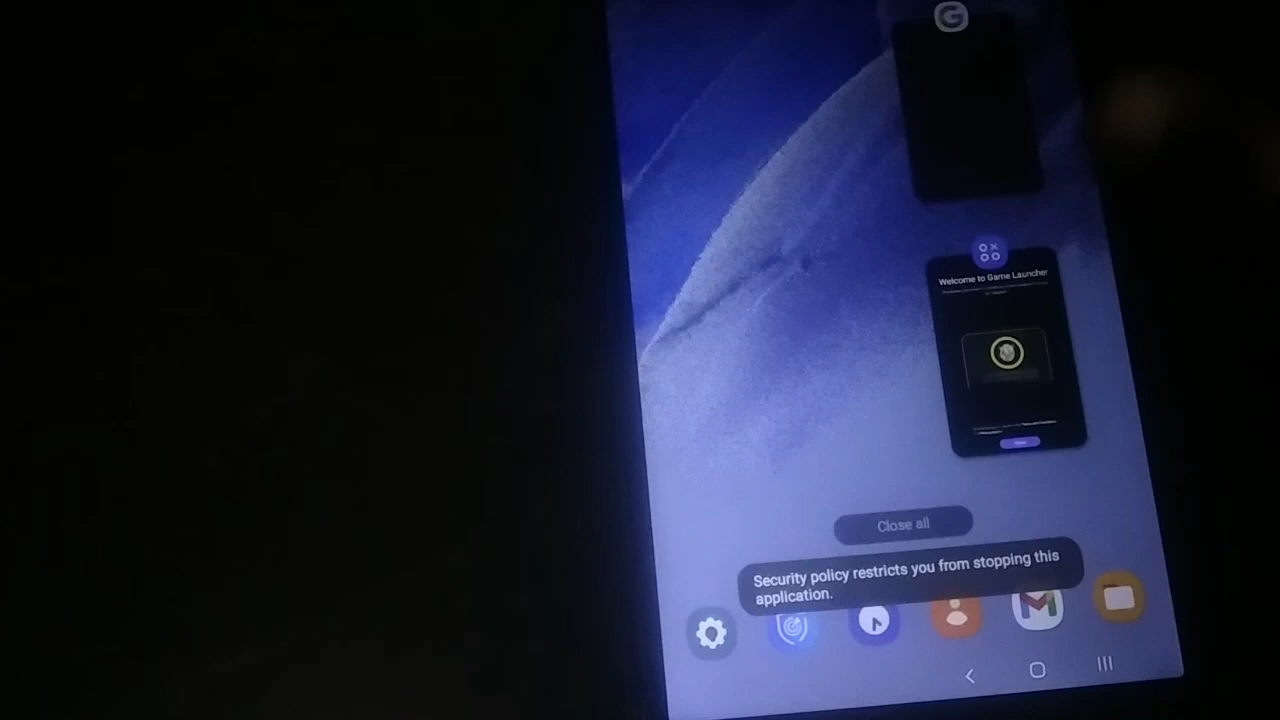 G
Welcome to Game Launcher
Close all
Security policy restricts you from stopping this
application.